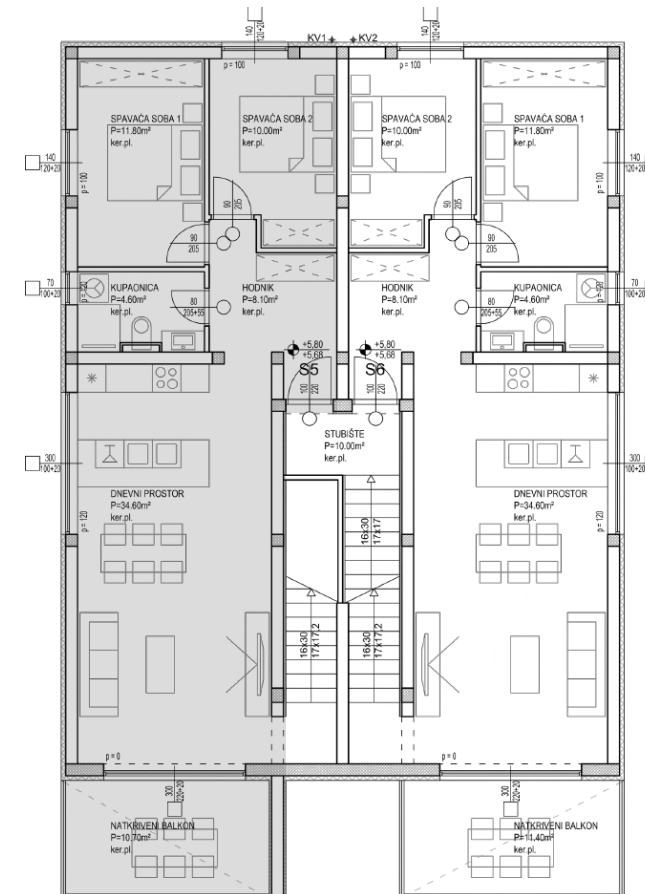 140
120+20
KV1
KV2
140
120+20
p = 100
p = 100
SPAVAĆA SOBA 1
P=11.80m²
ker.pl.
SPAVAĆA SOBA 2
P=10.00m²
ker.pl.
SPAVAĆA SOBA 2
P=10.00m²
ker.pl.
SPAVAĆA SOBA 1
P=11.80m²
ker.pl.
140
120+20
p = 100
140
120+20
p = 100
90
205
90
205
90
205
90
205
70
100+20
KUPAONICA
P=4.60m²
ker.pl.
80
205+55
HODNIK
P=8.10m²
ker.pl.
HODNIK
P=8.10m²
ker.pl.
80
205+55
KUPAONICA
P=4.60m²
ker.pl.
70
100+20
+5,80
+5,68
S5
+5,80
+5,68
S6
100
220
100
220
STUBIŠTE
P=10.00m²
ker.pl.
300
100+20
p = 120
DNEVNI PROSTOR
P=34.60m²
ker.pl.
DNEVNI PROSTOR
P=34.60m²
ker.pl.
300
100+20
p = 120
16x30
17x17
16x30
17x17,2
16x30
17x17,2
p = 0
p = 0
300
220+20
300
220+20
NATKRIVENI BALKON
P=10,70m²
ker.pl.
NATKRIVENI BALKON
P=11,40m²
ker.pl.